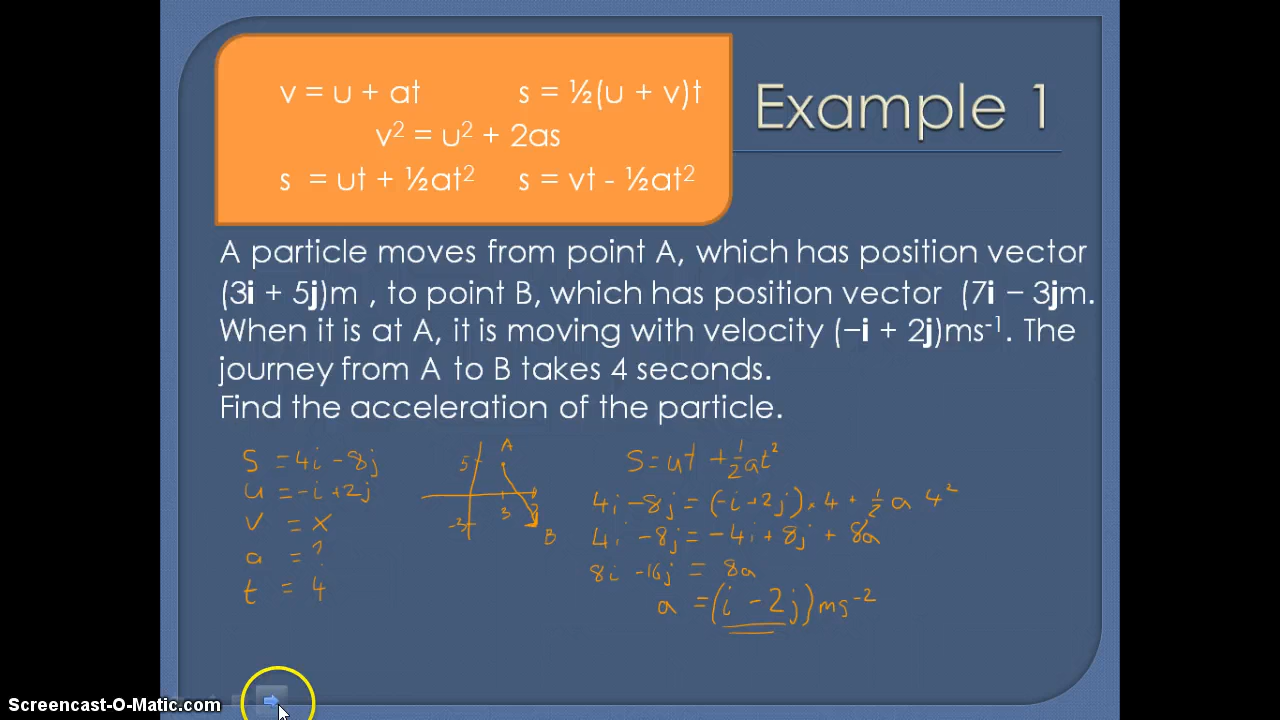 v = u + at s = ½(u + v)t
v² = u² + 2as
s = ut + ½at² s = vt - ½at²
Example 1
A particle moves from point A, which has position vector
(3i + 5j)m , to point B, which has position vector (7i − 3jm.
When it is at A, it is moving with velocity (−i + 2j)ms⁻¹. The
journey from A to B takes 4 seconds.
Find the acceleration of the particle.
S = 4i - 8j
u = -i + 2j
v = x
a = ?
t = 4
A
5
3
B
S = ut + ½at²
4i - 8j = (-i + 2j) × 4 + ½ a 4²
4i - 8j = -4i + 8j + 8a
8i - 16j = 8a
a = (i - 2j) ms⁻²
Screencast-O-Matic.com